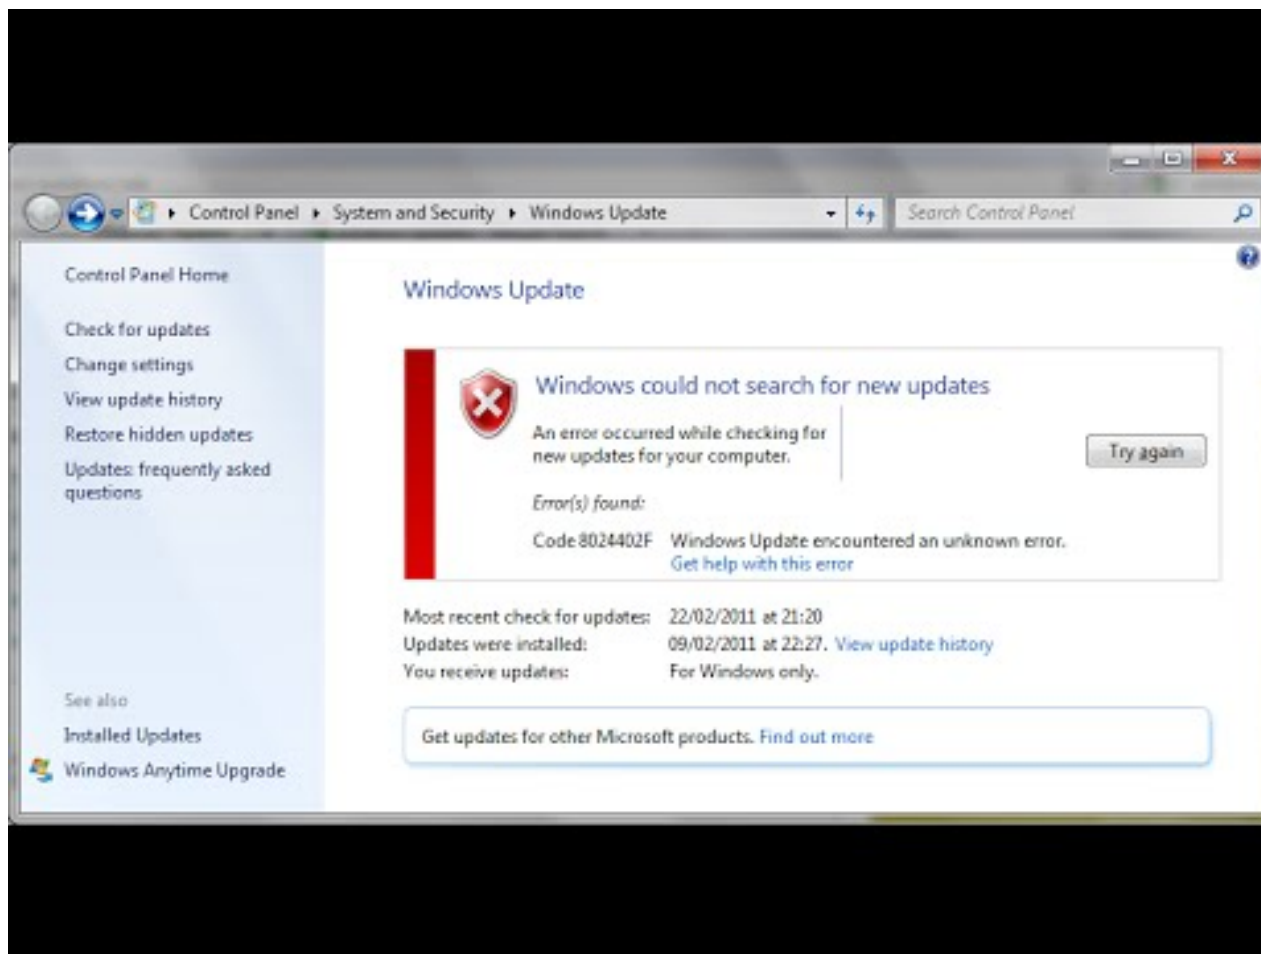 Control Panel ▸ System and Security ▸ Windows Update
Search Control Panel
Control Panel Home
Check for updates
Change settings
View update history
Restore hidden updates
Updates: frequently asked
questions
See also
Installed Updates
Windows Anytime Upgrade
Windows Update
Windows could not search for new updates
An error occurred while checking for
new updates for your computer.
Try again
Error(s) found:
Code 8024402F Windows Update encountered an unknown error.
Get help with this error
Most recent check for updates: 22/02/2011 at 21:20
Updates were installed: 09/02/2011 at 22:27. View update history
You receive updates: For Windows only.
Get updates for other Microsoft products. Find out more